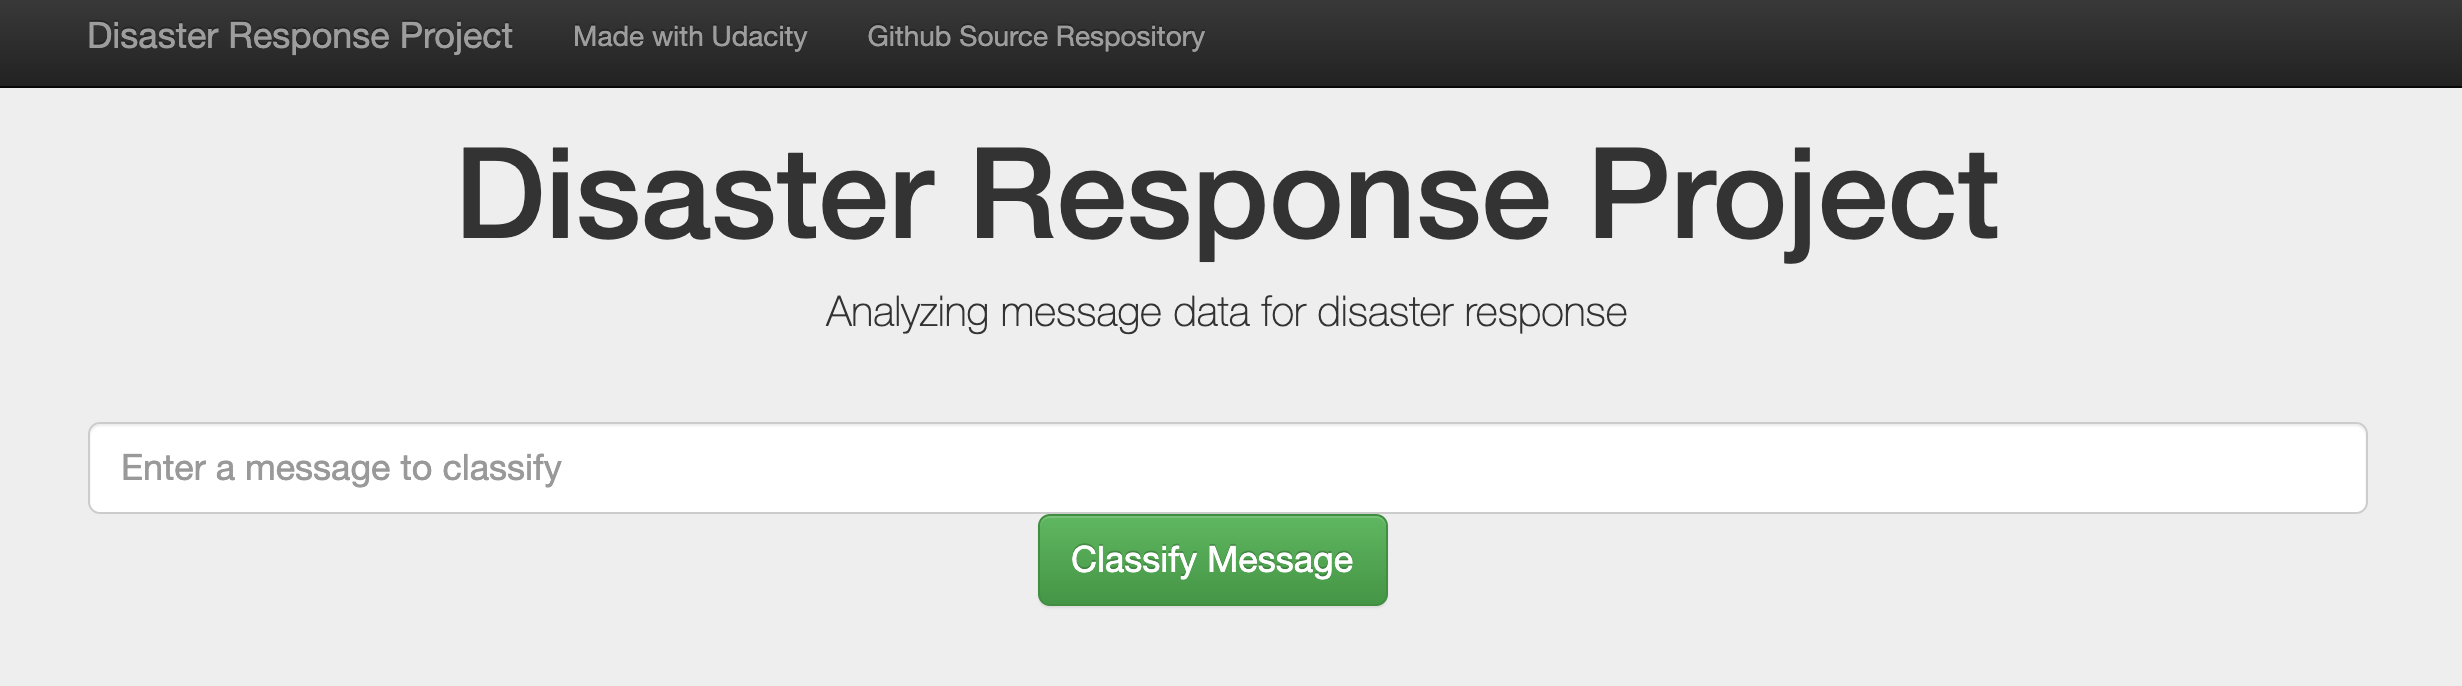 Disaster Response Project Made with Udacity Github Source Respository
Disaster Response Project
Analyzing message data for disaster response
Enter a message to classify
Classify Message